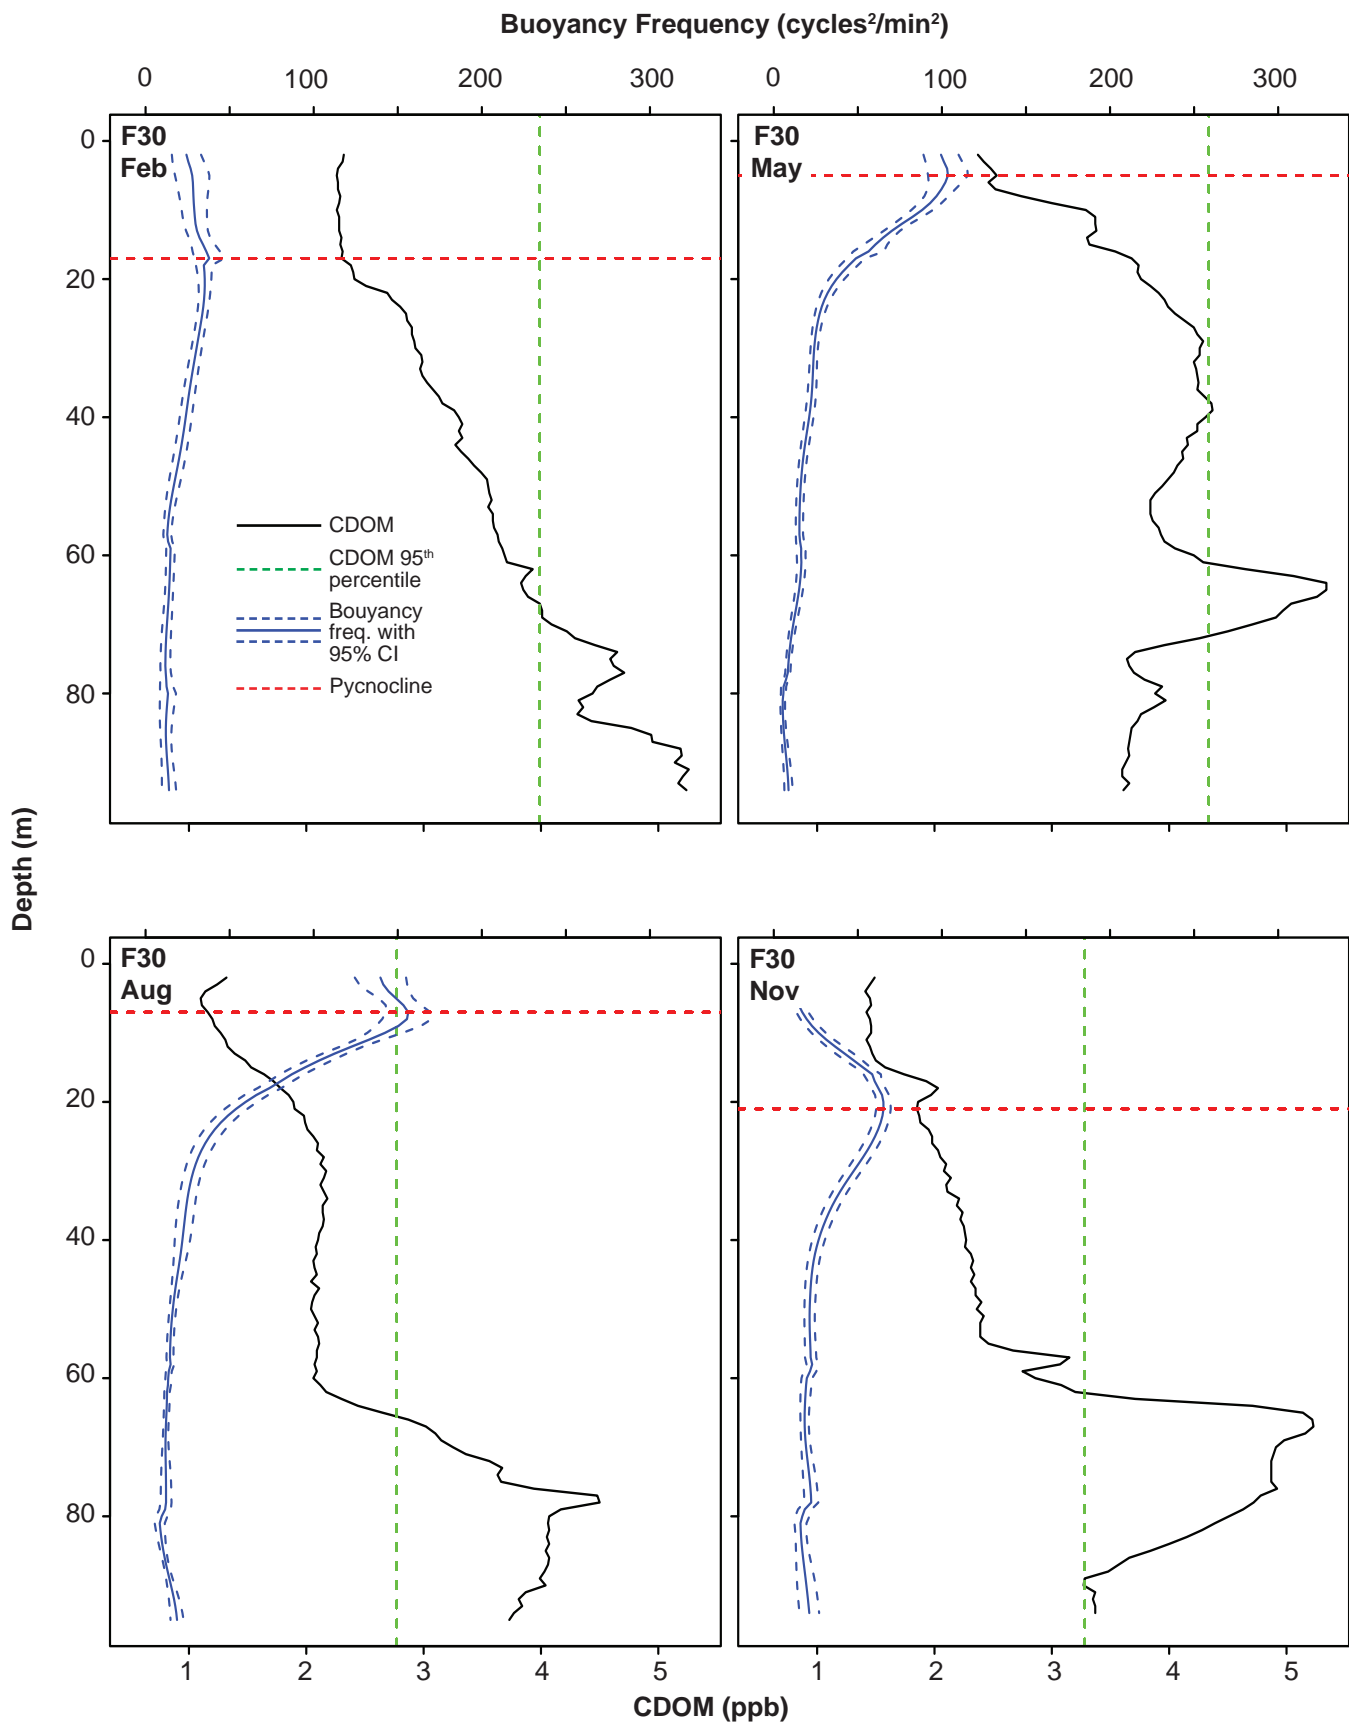 Buoyancy Frequency (cycles²/min²)
0 100 200 300
0 100 200 300
F30
Feb
F30
May
0
20
40
60
80
CDOM
CDOM 95th
percentile
Bouyancy
freq. with
95% CI
Pycnocline
Depth (m)
F30
Aug
F30
Nov
0
20
40
60
80
1 2 3 4 5
1 2 3 4 5
CDOM (ppb)